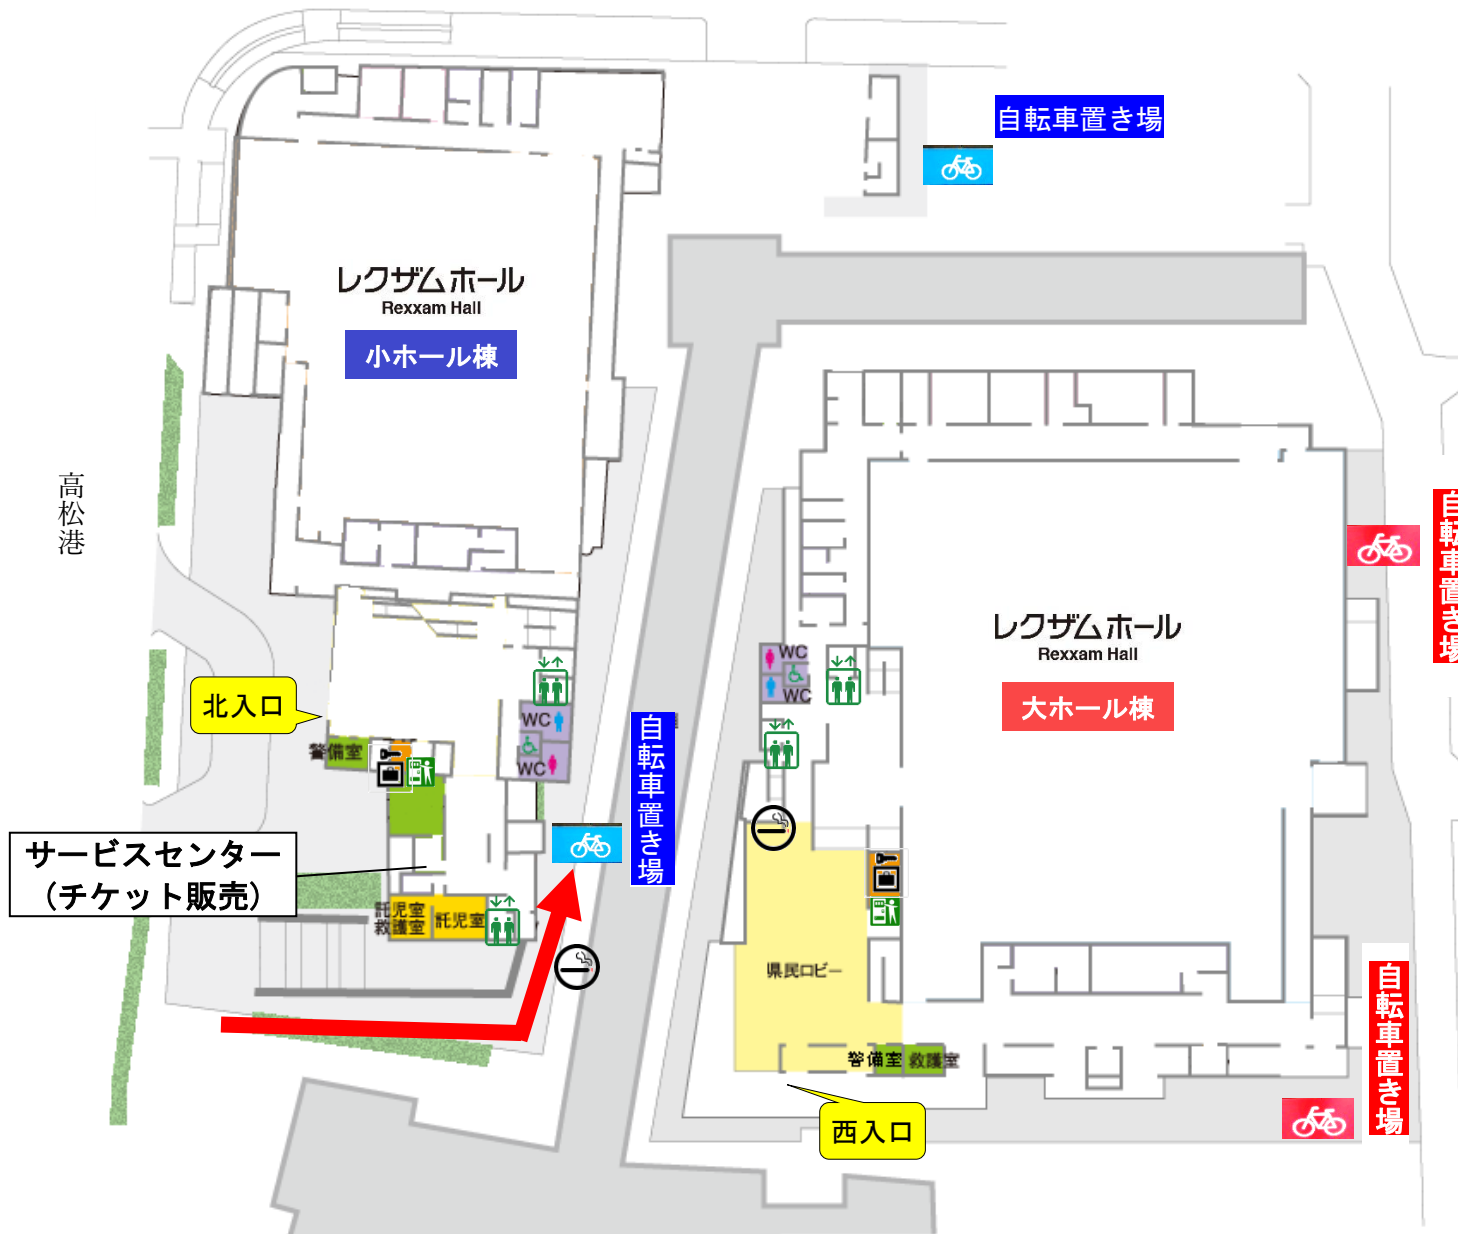 自転車置き場
レクザムホール
Rexxam Hall
小ホール棟
高松港
自転車置き場
レクザムホール
Rexxam Hall
大ホール棟
WC
WC
北入口
警備室
WC
WC
自転車置き場
サービスセンター
（チケット販売）
託児室
救護室
託児室
県民ロビー
自転車置き場
警備室
救護室
西入口